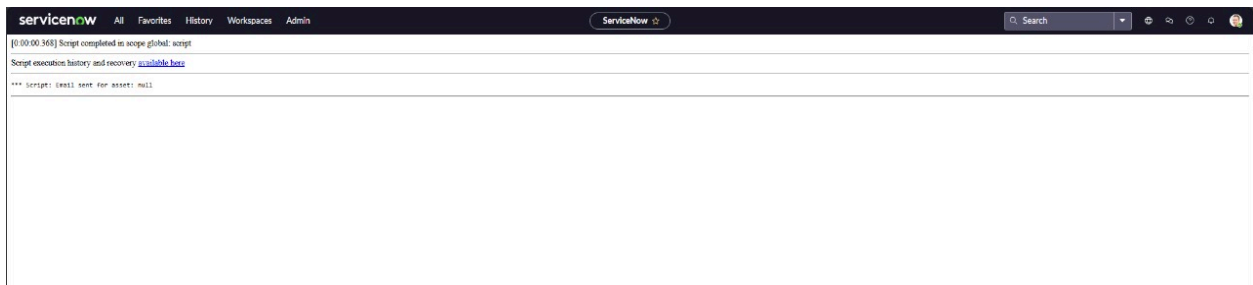 servicenow All Favorites History Workspaces Admin ServiceNow Search
[0:00:00.368] Script completed in scope global: script
Script execution history and recovery available here
*** Script: Email sent for asset: null